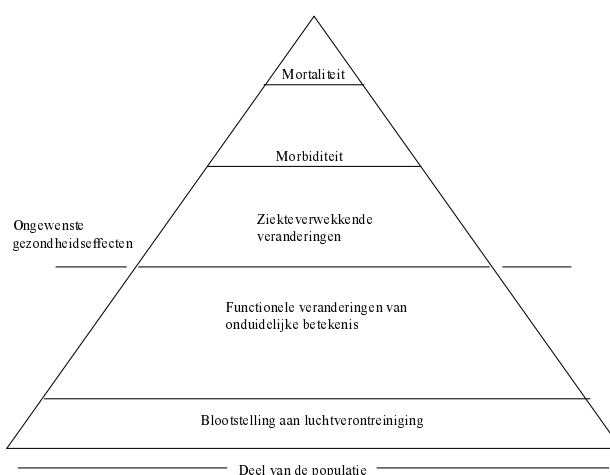 Mortaliteit
Morbiditeit
Ziekteverwekkende
veranderingen
Ongewenste
gezondheidseffecten
Functionele veranderingen van
onduidelijke betekenis
Blootstelling aan luchtverontreiniging
Deel van de populatie